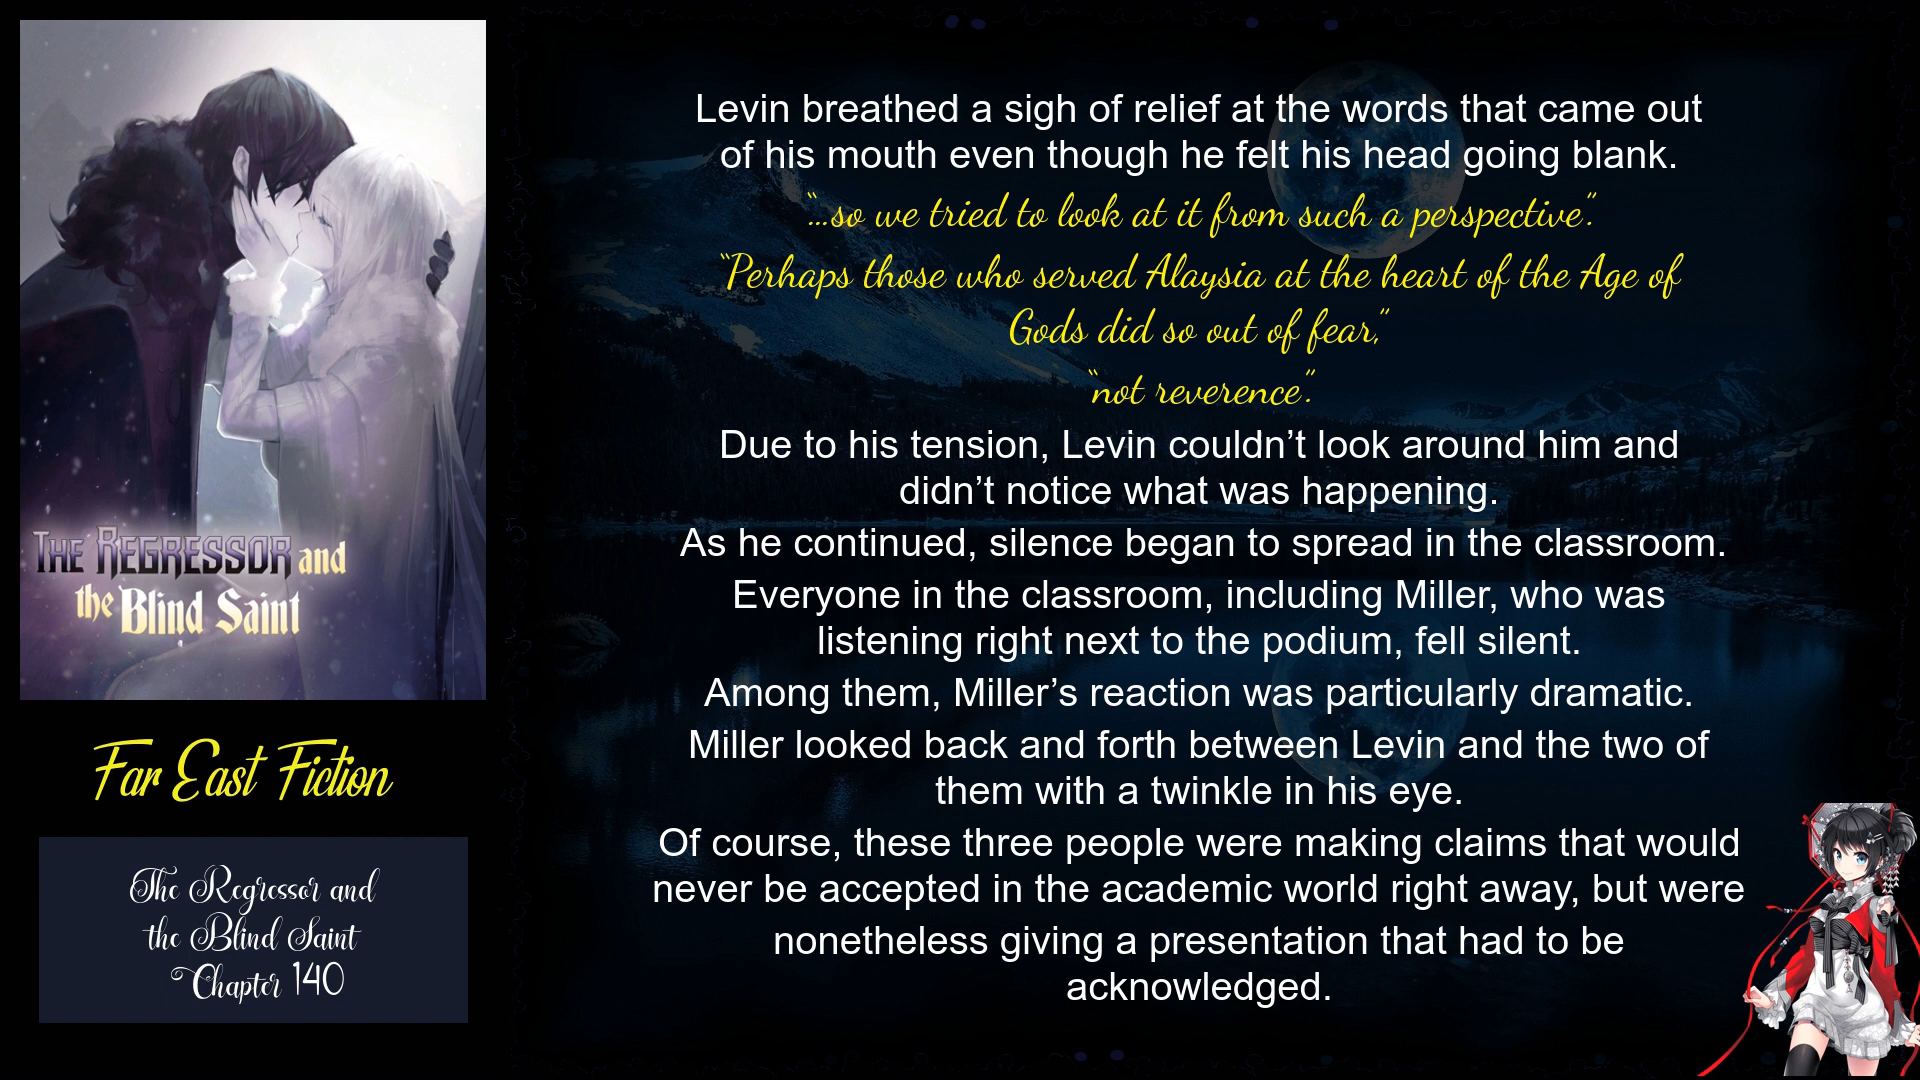 THE REGRESSOR and
the Blind Saint
Far East Fiction
The Regressor and
the Blind Saint
Chapter 140
Levin breathed a sigh of relief at the words that came out
of his mouth even though he felt his head going blank.
“…so we tried to look at it from such a perspective.”
“Perhaps those who served Alaysia at the heart of the Age of
Gods did so out of fear,”
“not reverence.”
Due to his tension, Levin couldn’t look around him and
didn’t notice what was happening.
As he continued, silence began to spread in the classroom.
Everyone in the classroom, including Miller, who was
listening right next to the podium, fell silent.
Among them, Miller’s reaction was particularly dramatic.
Miller looked back and forth between Levin and the two of
them with a twinkle in his eye.
Of course, these three people were making claims that would
never be accepted in the academic world right away, but were
nonetheless giving a presentation that had to be
acknowledged.